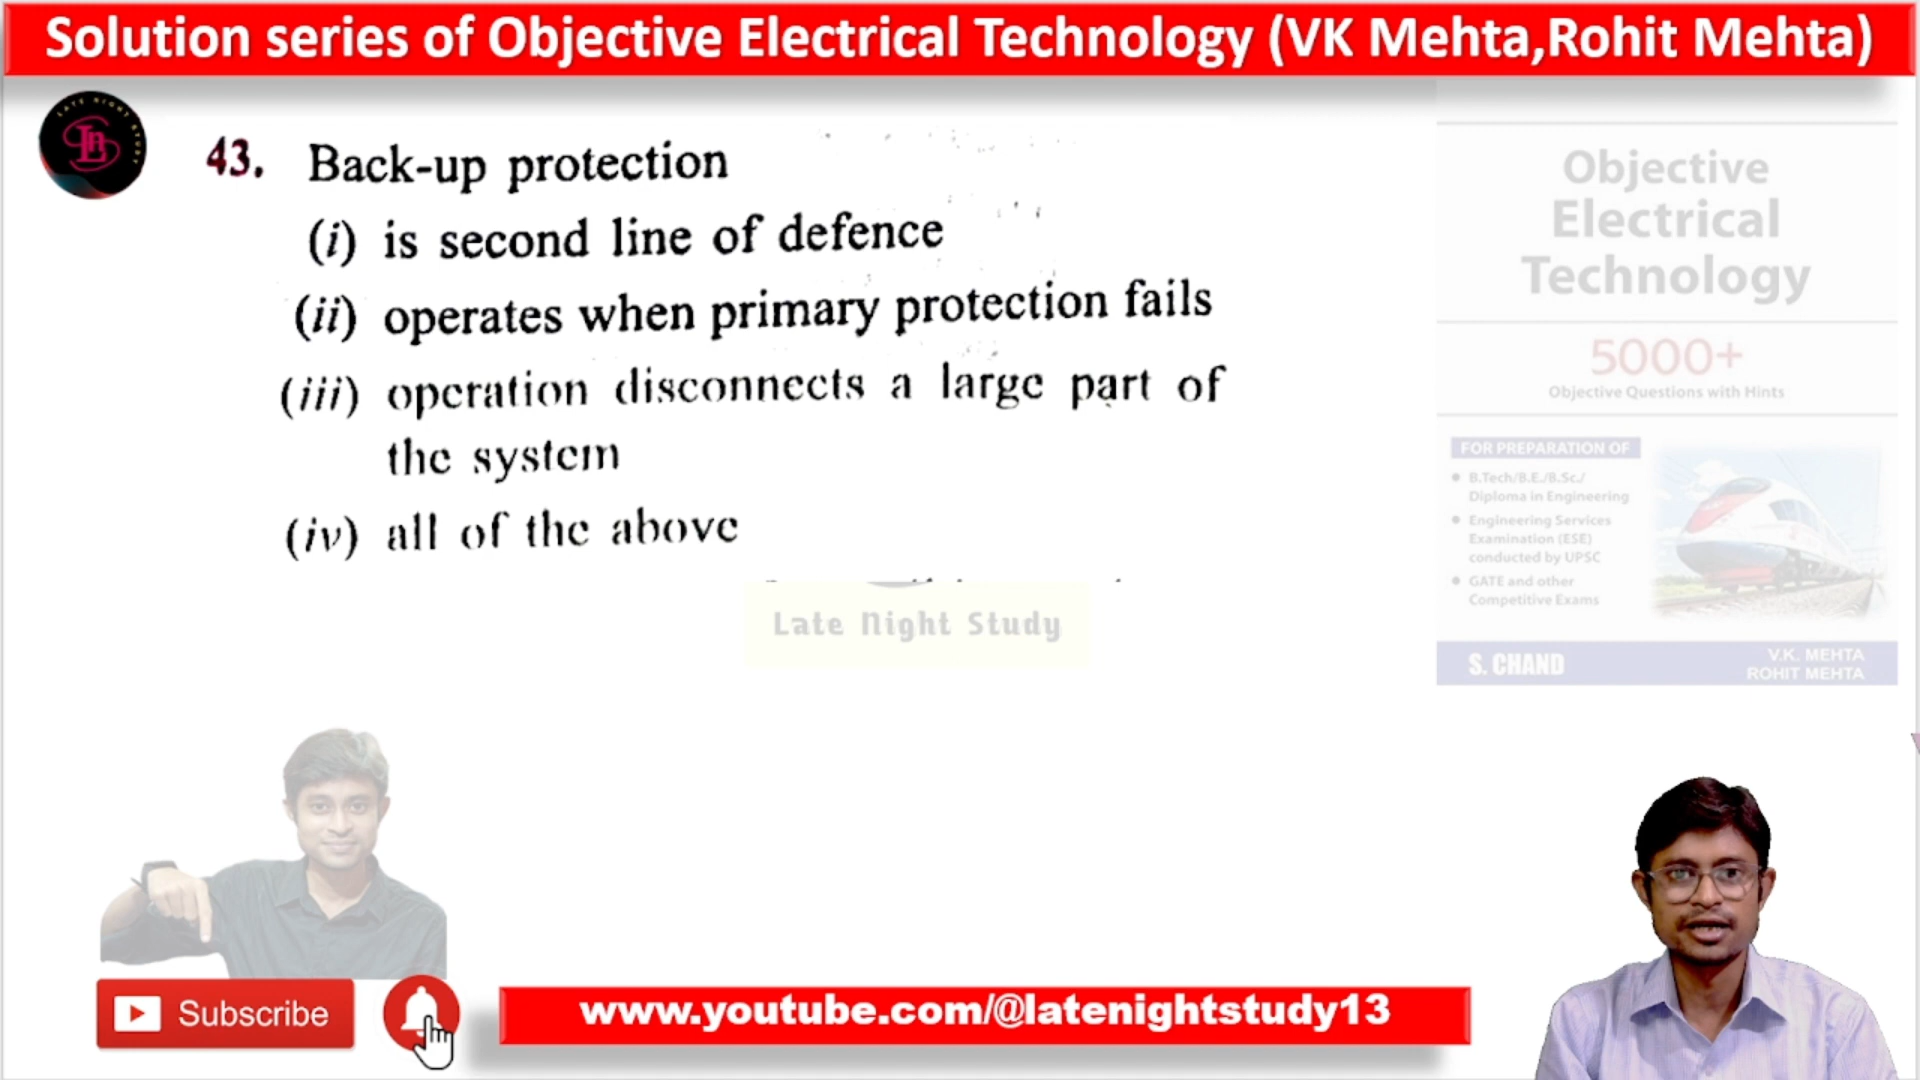 Solution series of Objective Electrical Technology (VK Mehta,Rohit Mehta)
LATE NIGHT STUDY
43. Back-up protection
(i) is second line of defence
(ii) operates when primary protection fails
(iii) operation disconnects a large part of
the system
(iv) all of the above
Late Night Study
Objective
Electrical
Technology
5000+
Objective Questions with Hints
FOR PREPARATION OF
• B.Tech/B.E./B.Sc./
Diploma in Engineering
• Engineering Services
Examination (ESE)
conducted by UPSC
• GATE and other
Competitive Exams
S. CHAND
V.K. MEHTA
ROHIT MEHTA
Subscribe
www.youtube.com/@latenightstudy13